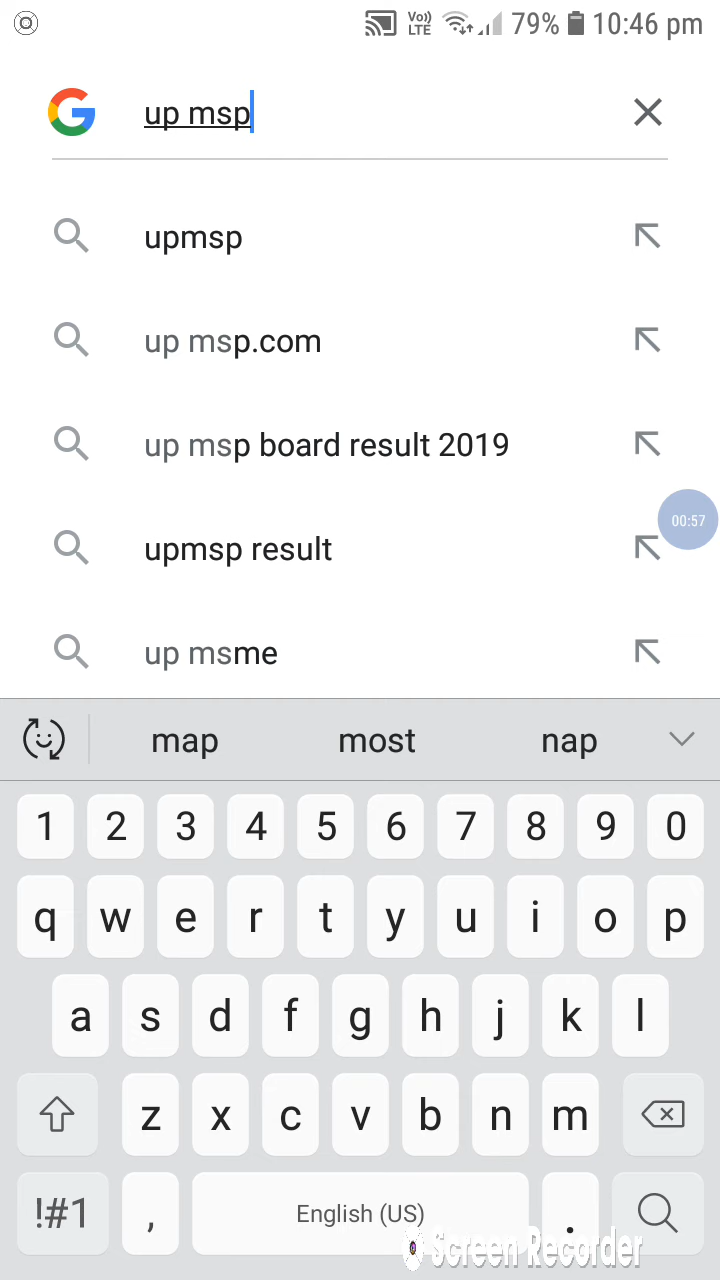 Vo)) LTE 79% 10:46 pm
up msp
upmsp
up msp.com
up msp board result 2019
00:57
upmsp result
up msme
map most nap
1 2 3 4 5 6 7 8 9 0
q w e r t y u i o p
a s d f g h j k l
z x c v b n m
!#1 , English (US) .
Screen Recorder